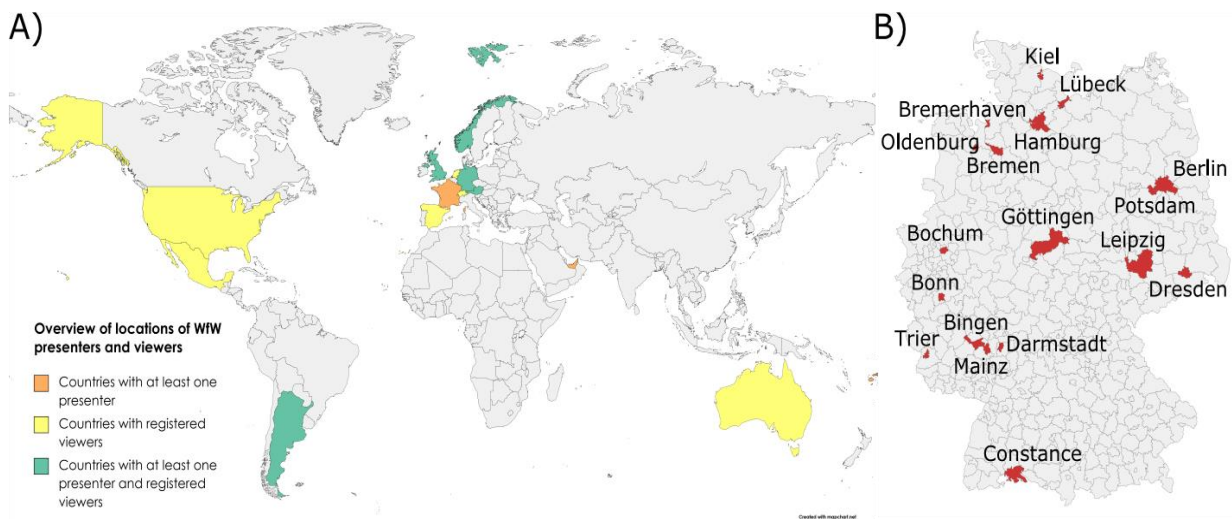 A)
Overview of locations of WfW
presenters and viewers
Countries with at least one
presenter
Countries with registered
viewers
Countries with at least one
presenter and registered
viewers
Created with mapchart.net
B)
Kiel
Lübeck
Bremerhaven
Oldenburg
Hamburg
Bremen
Berlin
Potsdam
Göttingen
Bochum
Leipzig
Dresden
Bonn
Bingen
Trier
Darmstadt
Mainz
Constance